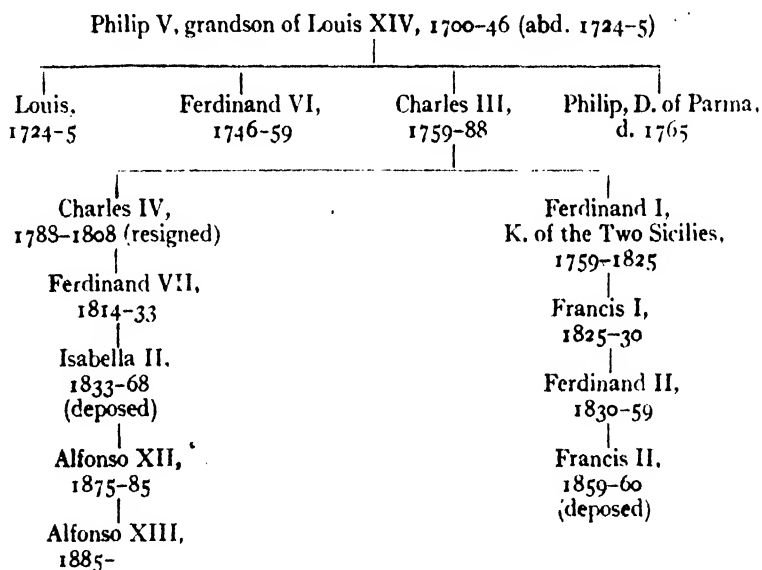 Philip V, grandson of Louis XIV, 1700-46 (abd. 1724-5)
Louis,
1724-5
Ferdinand VI,
1746-59
Charles III,
1759-88
Philip, D. of Parma,
d. 1765
Charles IV,
1788-1808 (resigned)
Ferdinand VII,
1814-33
Isabella II.
1833-68
(deposed)
Alfonso XII,
1875-85
Alfonso XIII,
1885-
Ferdinand I,
K. of the Two Sicilies,
1759-1825
Francis I,
1825-30
Ferdinand II,
1830-59
Francis II,
1859-60
(deposed)